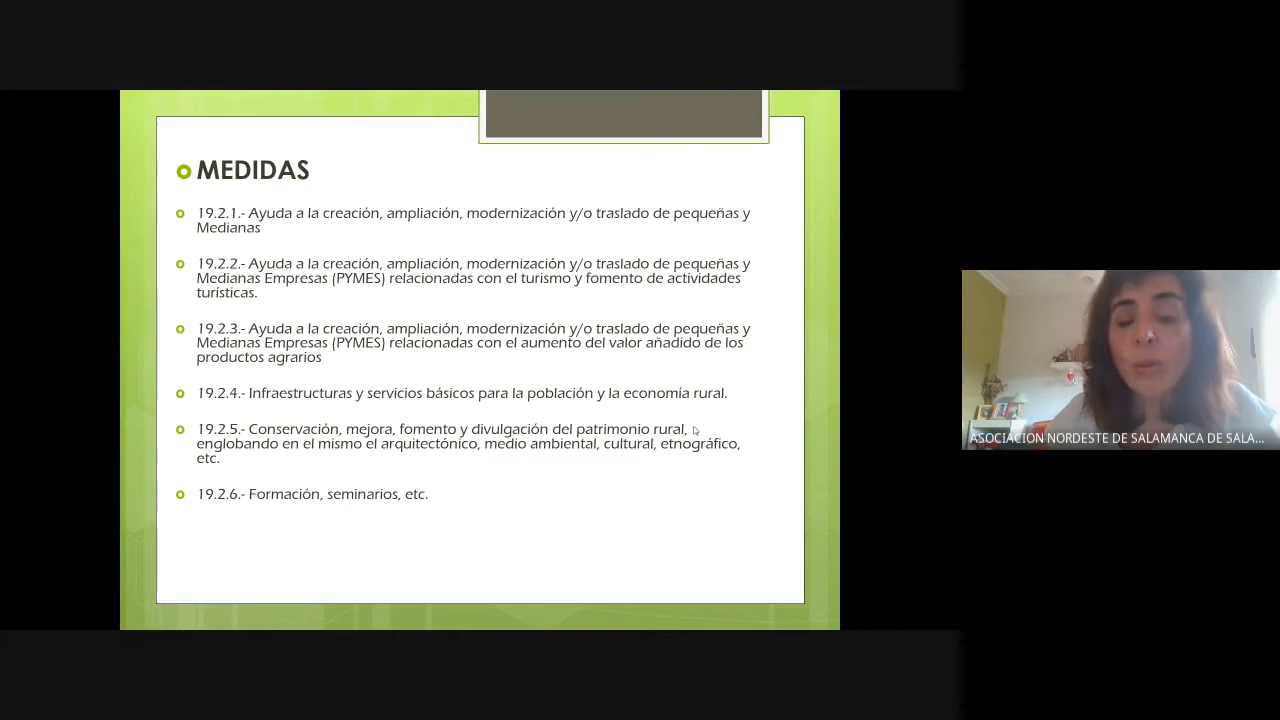 MEDIDAS
19.2.1.- Ayuda a la creación, ampliación, modernización y/o traslado de pequeñas y
Medianas
19.2.2.- Ayuda a la creación, ampliación, modernización y/o traslado de pequeñas y
Medianas Empresas (PYMES) relacionadas con el turismo y fomento de actividades
turísticas.
19.2.3.- Ayuda a la creación, ampliación, modernización y/o traslado de pequeñas y
Medianas Empresas (PYMES) relacionadas con el aumento del valor añadido de los
productos agrarios
19.2.4.- Infraestructuras y servicios básicos para la población y la economía rural.
19.2.5.- Conservación, mejora, fomento y divulgación del patrimonio rural,
englobando en el mismo el arquitectónico, medio ambiental, cultural, etnográfico,
etc.
19.2.6.- Formación, seminarios, etc.
ASOCIACION NORDESTE DE SALAMANCA DE SALA...